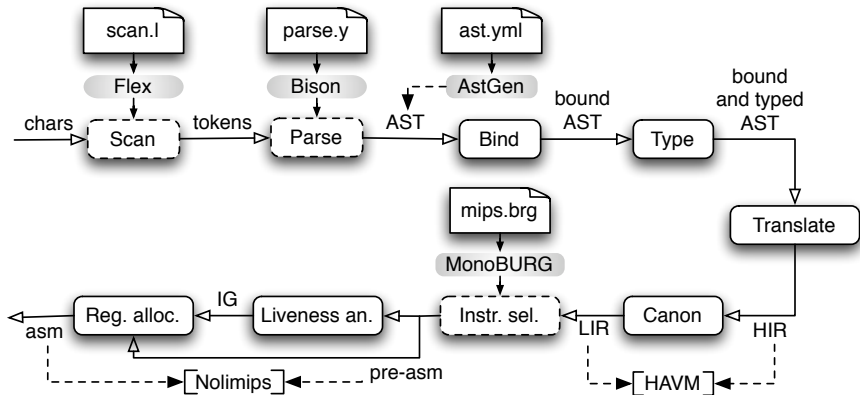 scan.l
parse.y
ast.yml
Flex
Bison
AstGen
chars
Scan
tokens
Parse
AST
Bind
bound
AST
Type
bound
and typed
AST
mips.brg
Translate
MonoBURG
asm
Reg. alloc.
IG
Liveness an.
Instr. sel.
LIR
Canon
HIR
pre-asm
[Nolimips]
[HAVM]